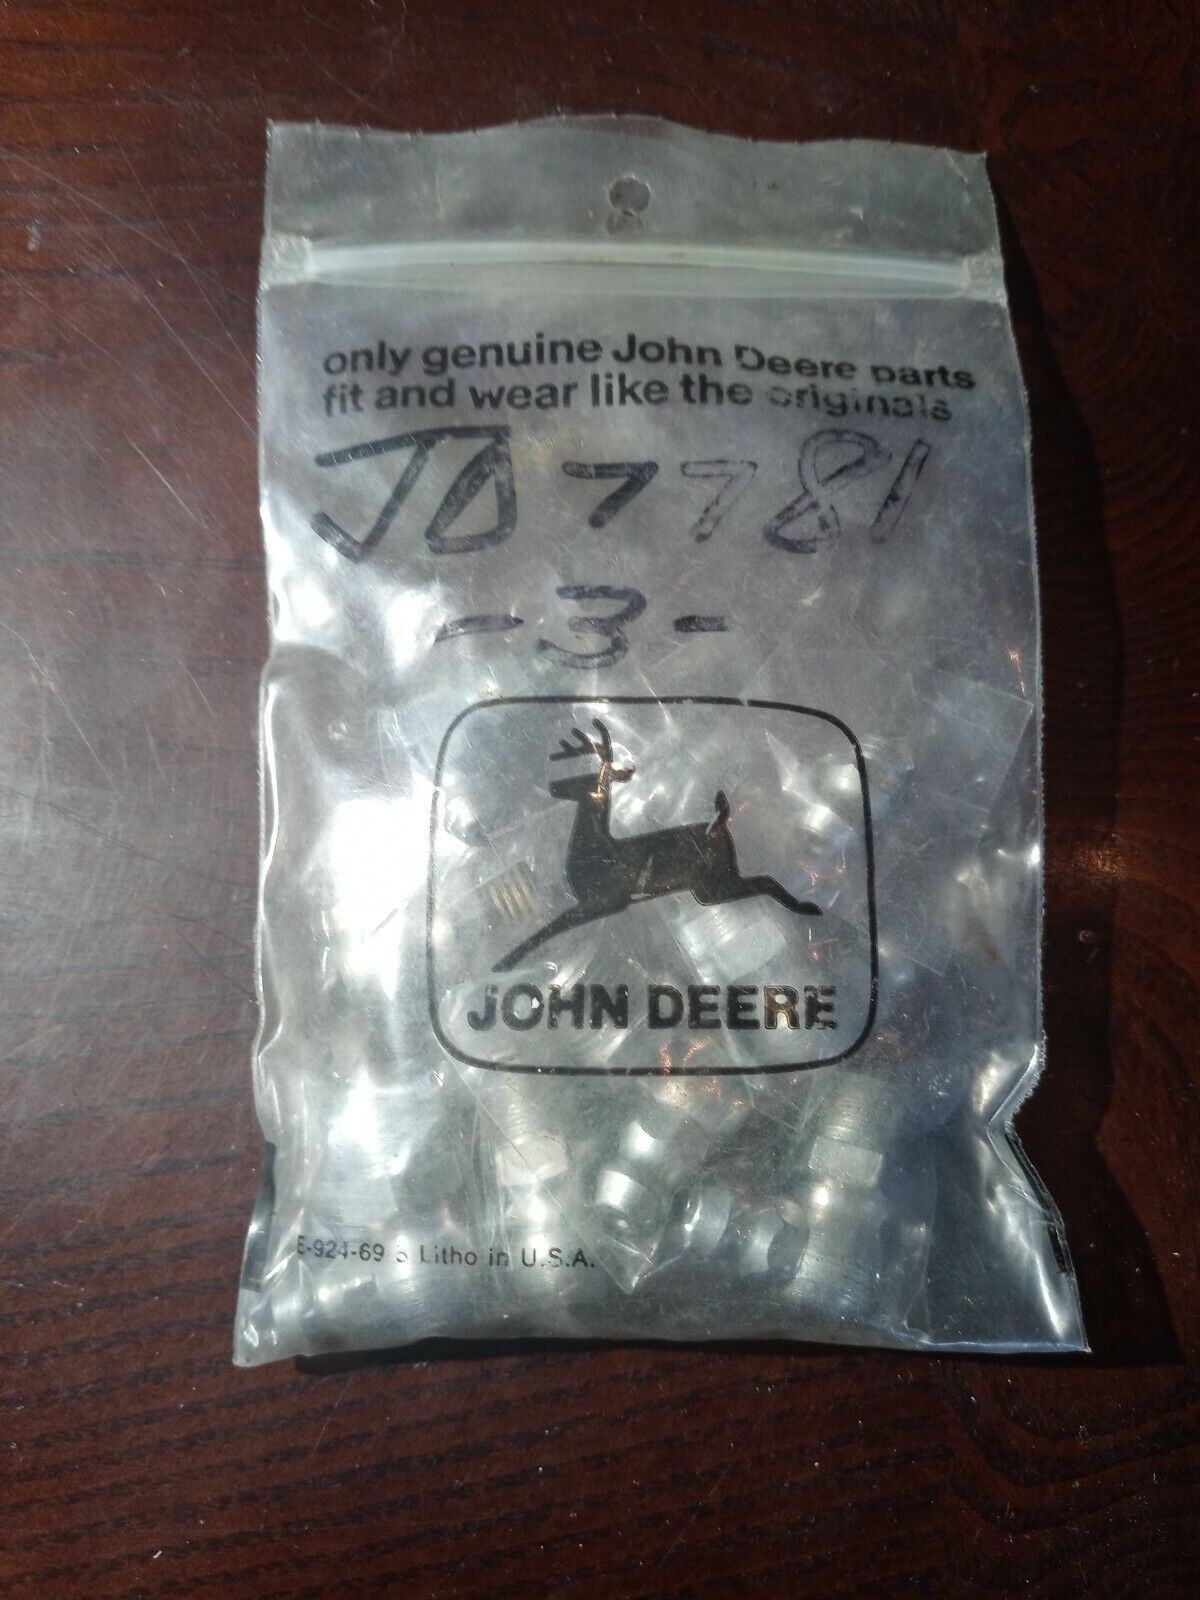 only genuine John Deere parts
fit and wear like the originals
JD7781
-3-
JOHN DEERE
E-924-69 3 Litho in U.S.A.